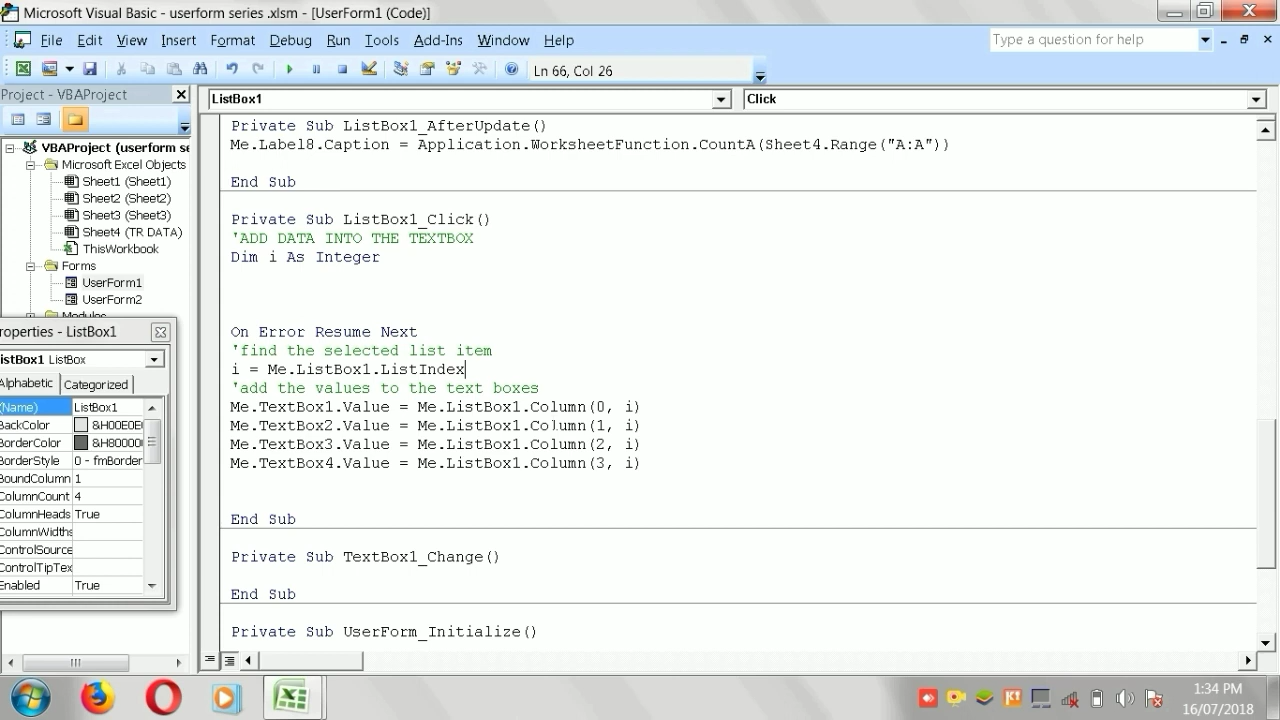 Microsoft Visual Basic - userform series .xlsm - [UserForm1 (Code)]
File Edit View Insert Format Debug Run Tools Add-Ins Window Help
Type a question for help
Ln 66, Col 26
Project - VBAProject
ListBox1
Click
VBAProject (userform se
Microsoft Excel Objects
Sheet1 (Sheet1)
Sheet2 (Sheet2)
Sheet3 (Sheet3)
Sheet4 (TR DATA)
ThisWorkbook
Forms
UserForm1
UserForm2
Modules
roperties - ListBox1
istBox1 ListBox
Alphabetic Categorized
(Name) ListBox1
BackColor &H00E0E
BorderColor &H80000
BorderStyle 0 - fmBorder
BoundColumn 1
ColumnCount 4
ColumnHeads True
ColumnWidths
ControlSource
ControlTipTex
Enabled True
Private Sub ListBox1_AfterUpdate()
Me.Label8.Caption = Application.WorksheetFunction.CountA(Sheet4.Range("A:A"))
End Sub
Private Sub ListBox1_Click()
'ADD DATA INTO THE TEXTBOX
Dim i As Integer
On Error Resume Next
'find the selected list item
i = Me.ListBox1.ListIndex
'add the values to the text boxes
Me.TextBox1.Value = Me.ListBox1.Column(0, i)
Me.TextBox2.Value = Me.ListBox1.Column(1, i)
Me.TextBox3.Value = Me.ListBox1.Column(2, i)
Me.TextBox4.Value = Me.ListBox1.Column(3, i)
End Sub
Private Sub TextBox1_Change()
End Sub
Private Sub UserForm_Initialize()
1:34 PM
16/07/2018